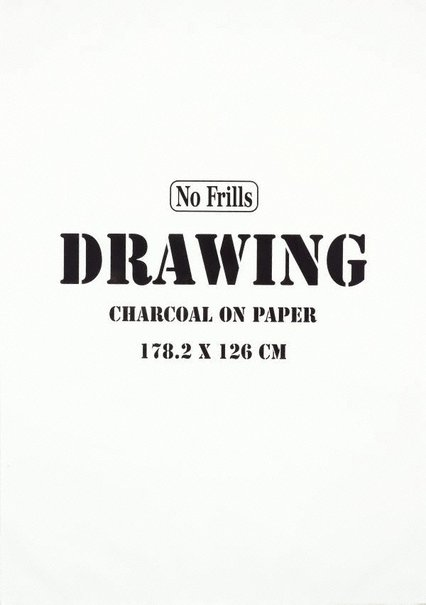 No Frills
DRAWING
CHARCOAL ON PAPER
178.2 X 126 CM